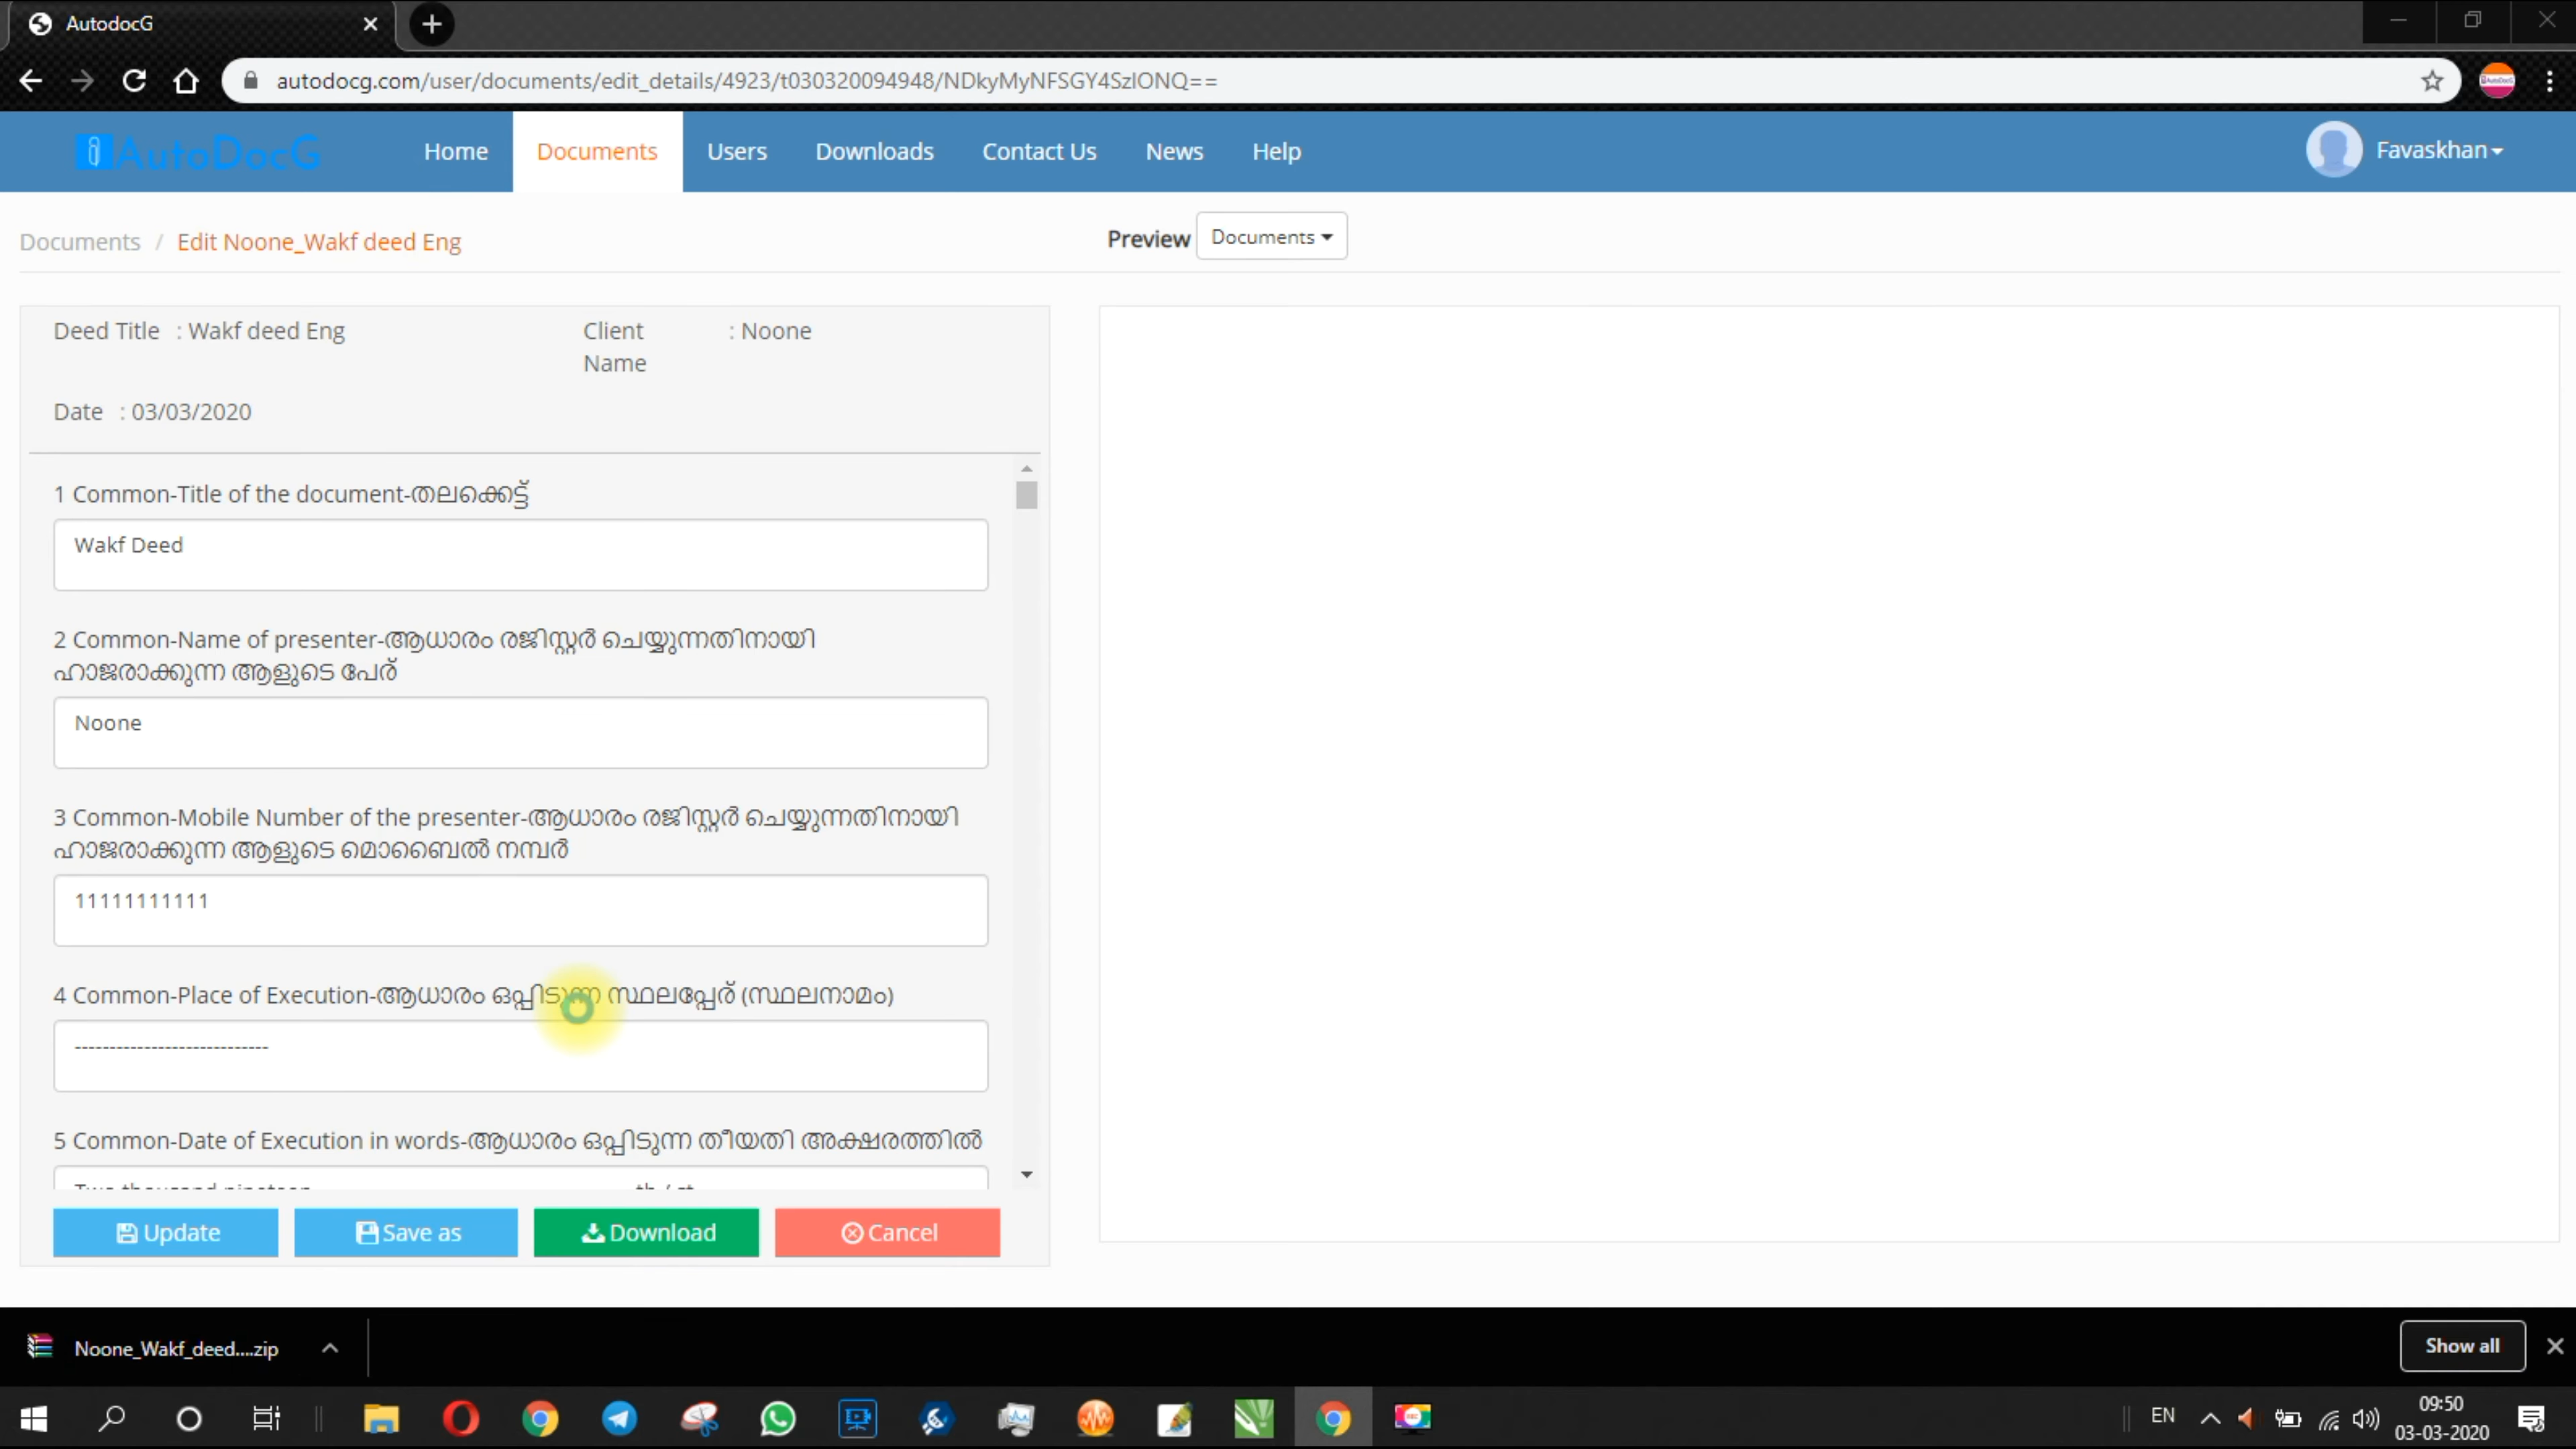 AutodocG
autodocg.com/user/documents/edit_details/4923/t030320094948/NDkyMyNFSGY4SzIONQ==
AutoDocG Home Documents Users Downloads Contact Us News Help Favaskhan
Documents / Edit Noone_Wakf deed Eng Preview Documents
Deed Title : Wakf deed Eng Client Name : Noone
Date : 03/03/2020
1 Common-Title of the document-തലക്കെട്ട്
Wakf Deed
2 Common-Name of presenter-ആധാരം രജിസ്റ്റർ ചെയ്യുന്നതിനായി
ഹാജരാക്കുന്ന ആളുടെ പേര്
Noone
3 Common-Mobile Number of the presenter-ആധാരം രജിസ്റ്റർ ചെയ്യുന്നതിനായി
ഹാജരാക്കുന്ന ആളുടെ മൊബൈൽ നമ്പർ
11111111111
4 Common-Place of Execution-ആധാരം ഒപ്പിടുന്ന സ്ഥലപ്പേര് (സ്ഥലനാമം)
----------------------------
5 Common-Date of Execution in words-ആധാരം ഒപ്പിടുന്ന തീയതി അക്ഷരത്തിൽ
Update Save as Download Cancel
Noone_Wakf_deed....zip Show all
EN 09:50
03-03-2020